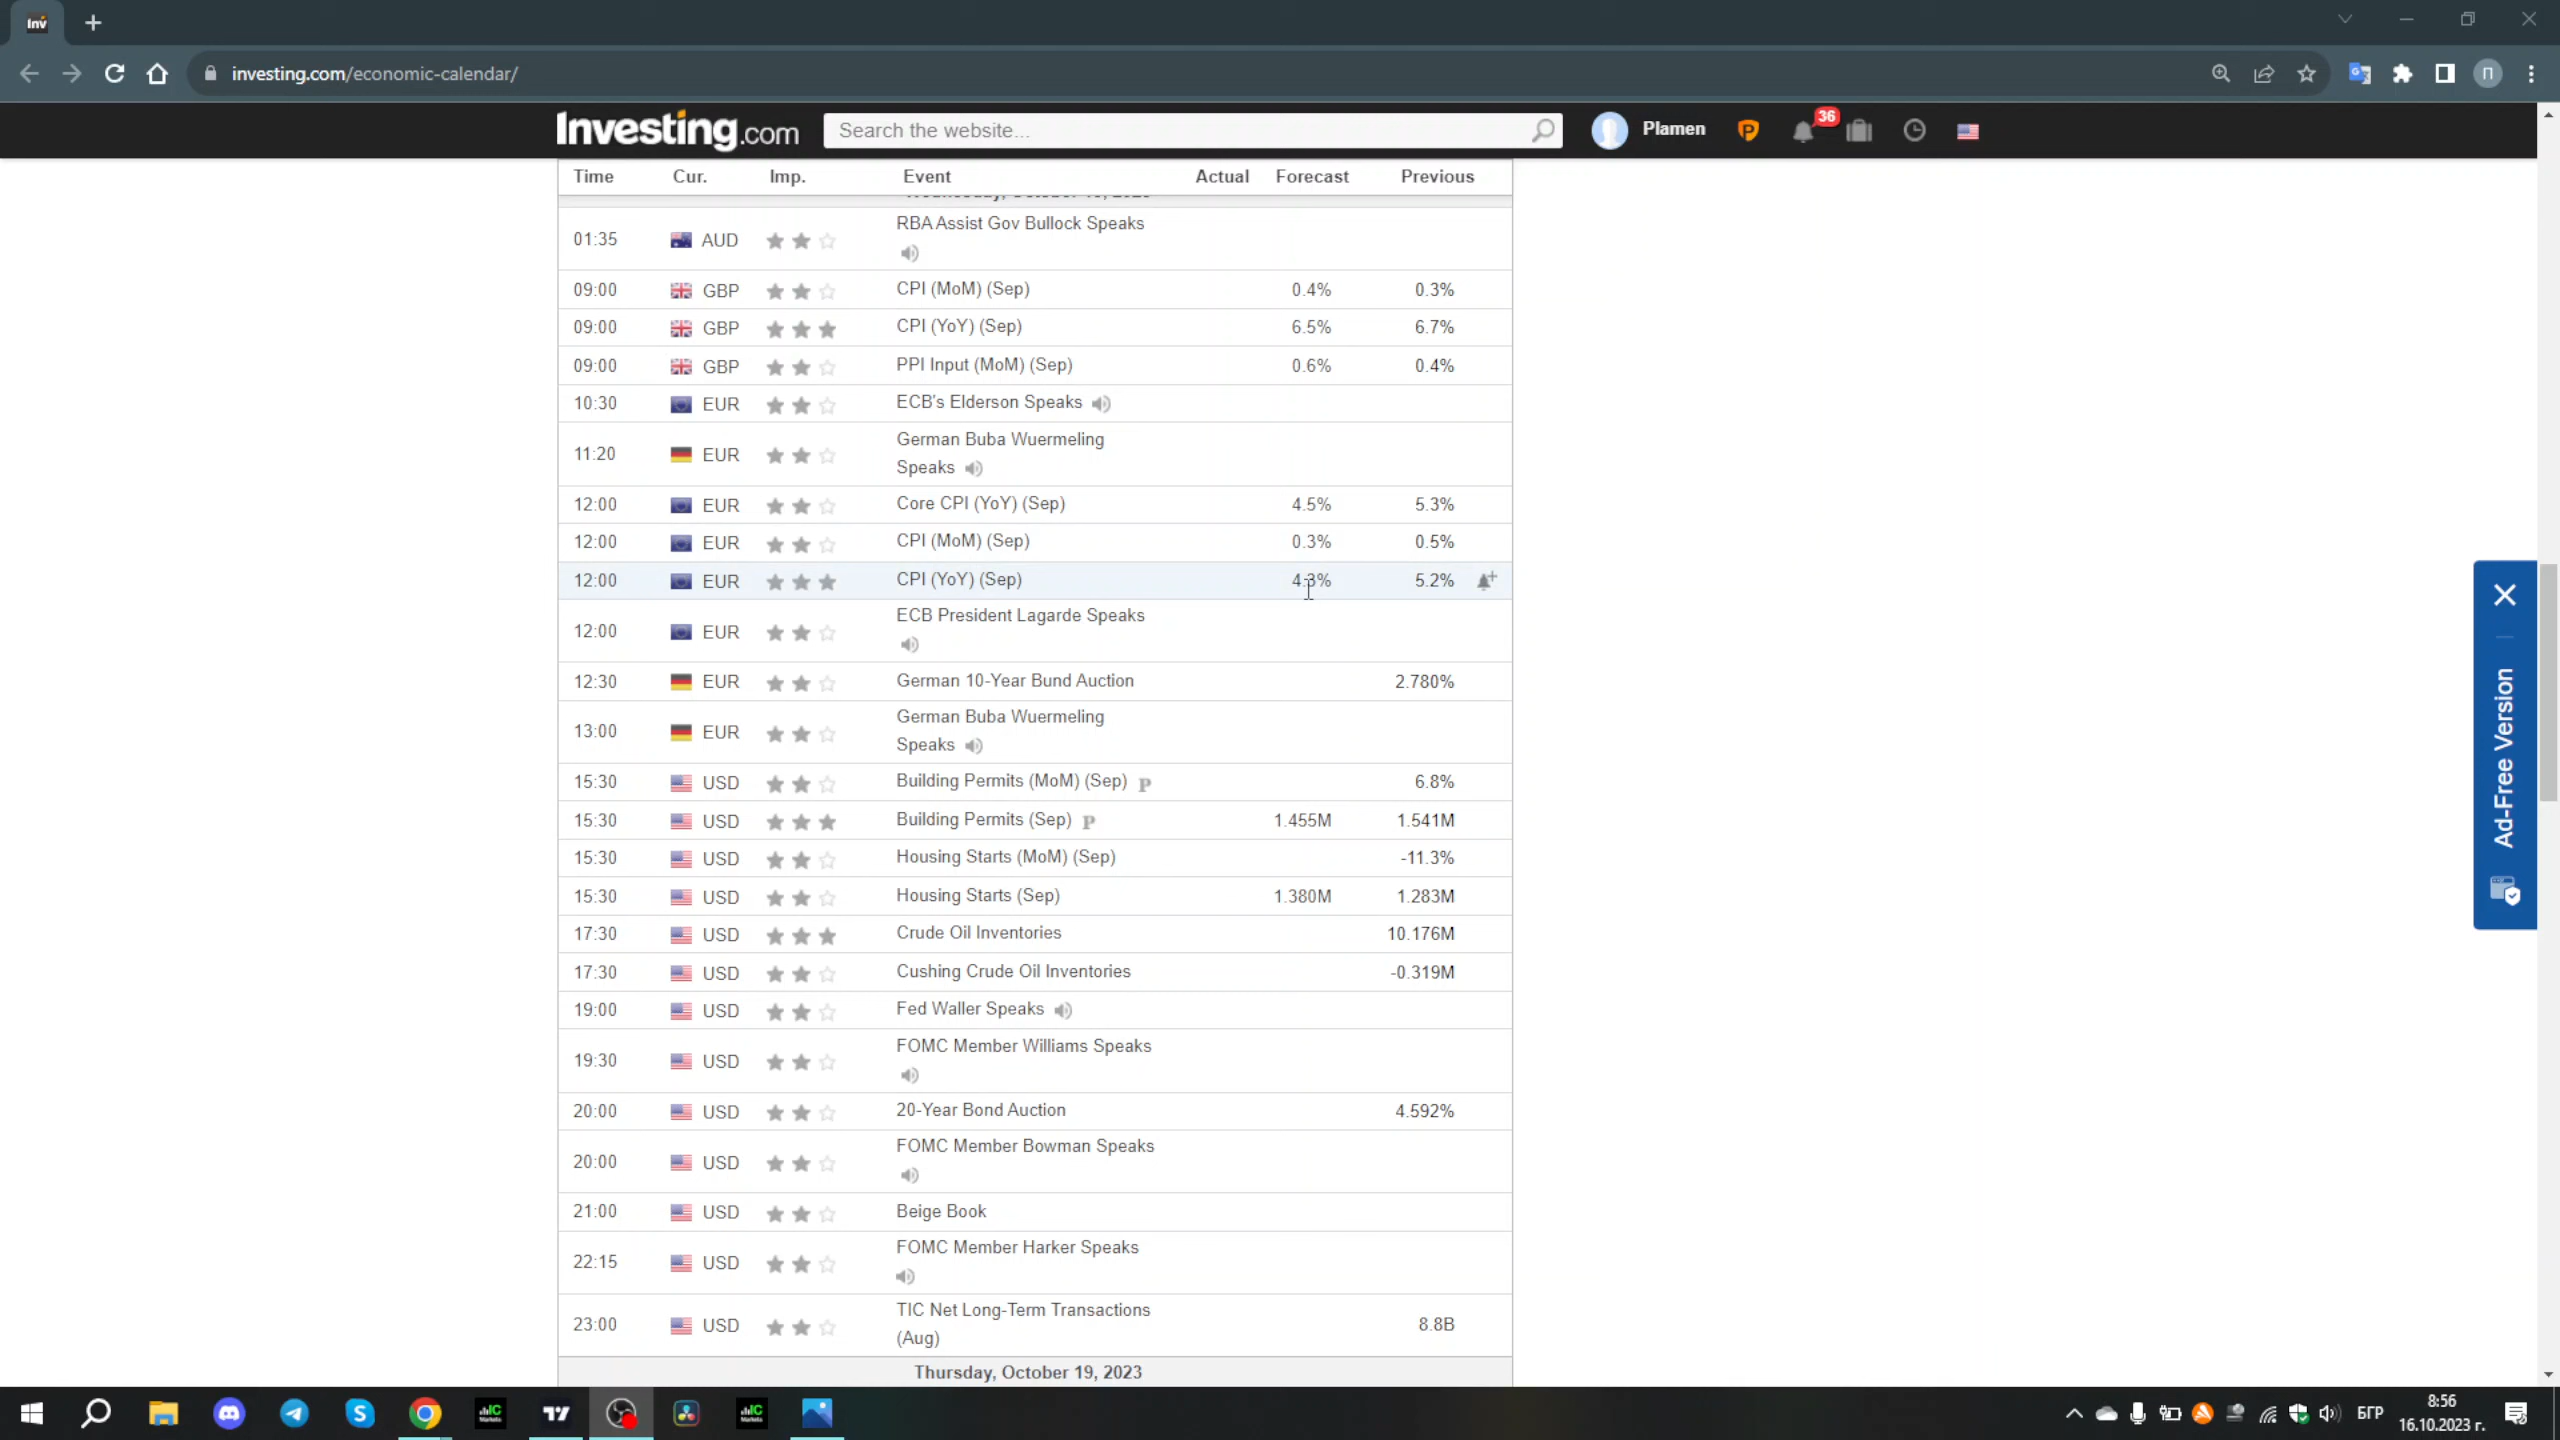 Inv
investing.com/economic-calendar/
П
Investing.com
Search the website...
Plamen
P
36
Time Cur. Imp. Event Actual Forecast Previous
Wednesday, October 18, 2023
01:35 AUD RBA Assist Gov Bullock Speaks
09:00 GBP CPI (MoM) (Sep) 0.4% 0.3%
09:00 GBP CPI (YoY) (Sep) 6.5% 6.7%
09:00 GBP PPI Input (MoM) (Sep) 0.6% 0.4%
10:30 EUR ECB's Elderson Speaks
11:20 EUR German Buba Wuermeling
Speaks
12:00 EUR Core CPI (YoY) (Sep) 4.5% 5.3%
12:00 EUR CPI (MoM) (Sep) 0.3% 0.5%
12:00 EUR CPI (YoY) (Sep) 4.3% 5.2%
12:00 EUR ECB President Lagarde Speaks
12:30 EUR German 10-Year Bund Auction 2.780%
13:00 EUR German Buba Wuermeling
Speaks
15:30 USD Building Permits (MoM) (Sep) P 6.8%
15:30 USD Building Permits (Sep) P 1.455M 1.541M
15:30 USD Housing Starts (MoM) (Sep) -11.3%
15:30 USD Housing Starts (Sep) 1.380M 1.283M
17:30 USD Crude Oil Inventories 10.176M
17:30 USD Cushing Crude Oil Inventories -0.319M
19:00 USD Fed Waller Speaks
19:30 USD FOMC Member Williams Speaks
20:00 USD 20-Year Bond Auction 4.592%
20:00 USD FOMC Member Bowman Speaks
21:00 USD Beige Book
22:15 USD FOMC Member Harker Speaks
23:00 USD TIC Net Long-Term Transactions
(Aug) 8.8B
Thursday, October 19, 2023
Ad-Free Version
IC
Markets
IC
Markets
БГР
8:56
16.10.2023 г.